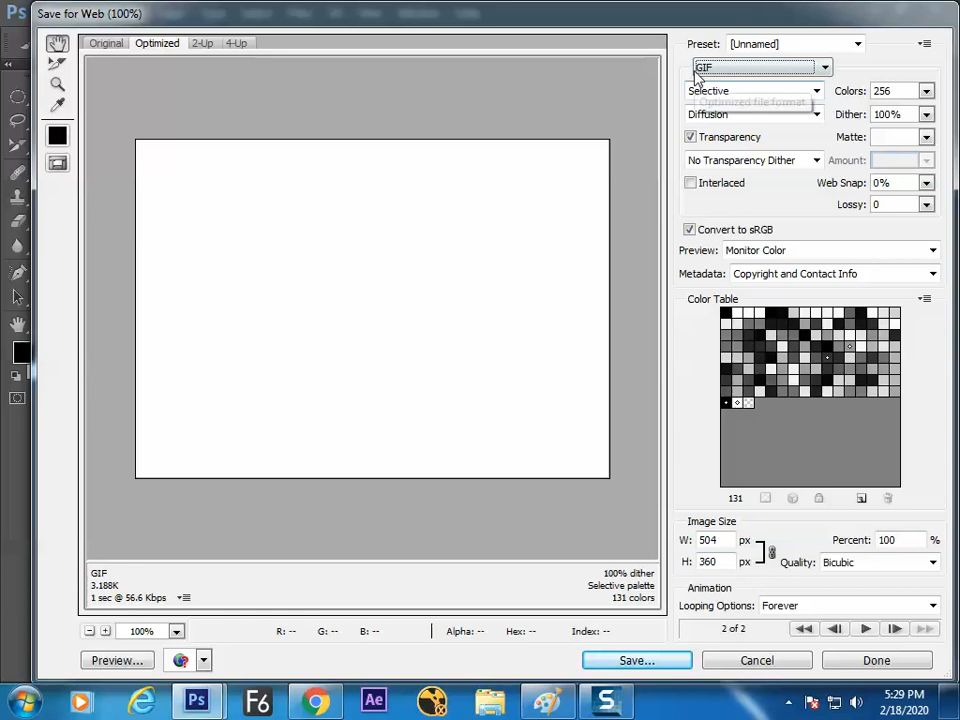 Ps
Save for Web (100%)
Original Optimized 2-Up 4-Up
Preset: [Unnamed]
GIF
Selective Colors: 256
Optimized file format
Diffusion Dither: 100%
Transparency Matte:
No Transparency Dither Amount:
Interlaced Web Snap: 0%
Lossy: 0
Convert to sRGB
Preview: Monitor Color
Metadata: Copyright and Contact Info
Color Table
131
Image Size
W: 504 px Percent: 100 %
H: 360 px Quality: Bicubic
Animation
Looping Options: Forever
2 of 2
GIF 100% dither
3.188K Selective palette
1 sec @ 56.6 Kbps 131 colors
100% R: -- G: -- B: -- Alpha: -- Hex: -- Index: --
Preview... Save... Cancel Done
Ps F6 Ae S
5:29 PM
2/18/2020